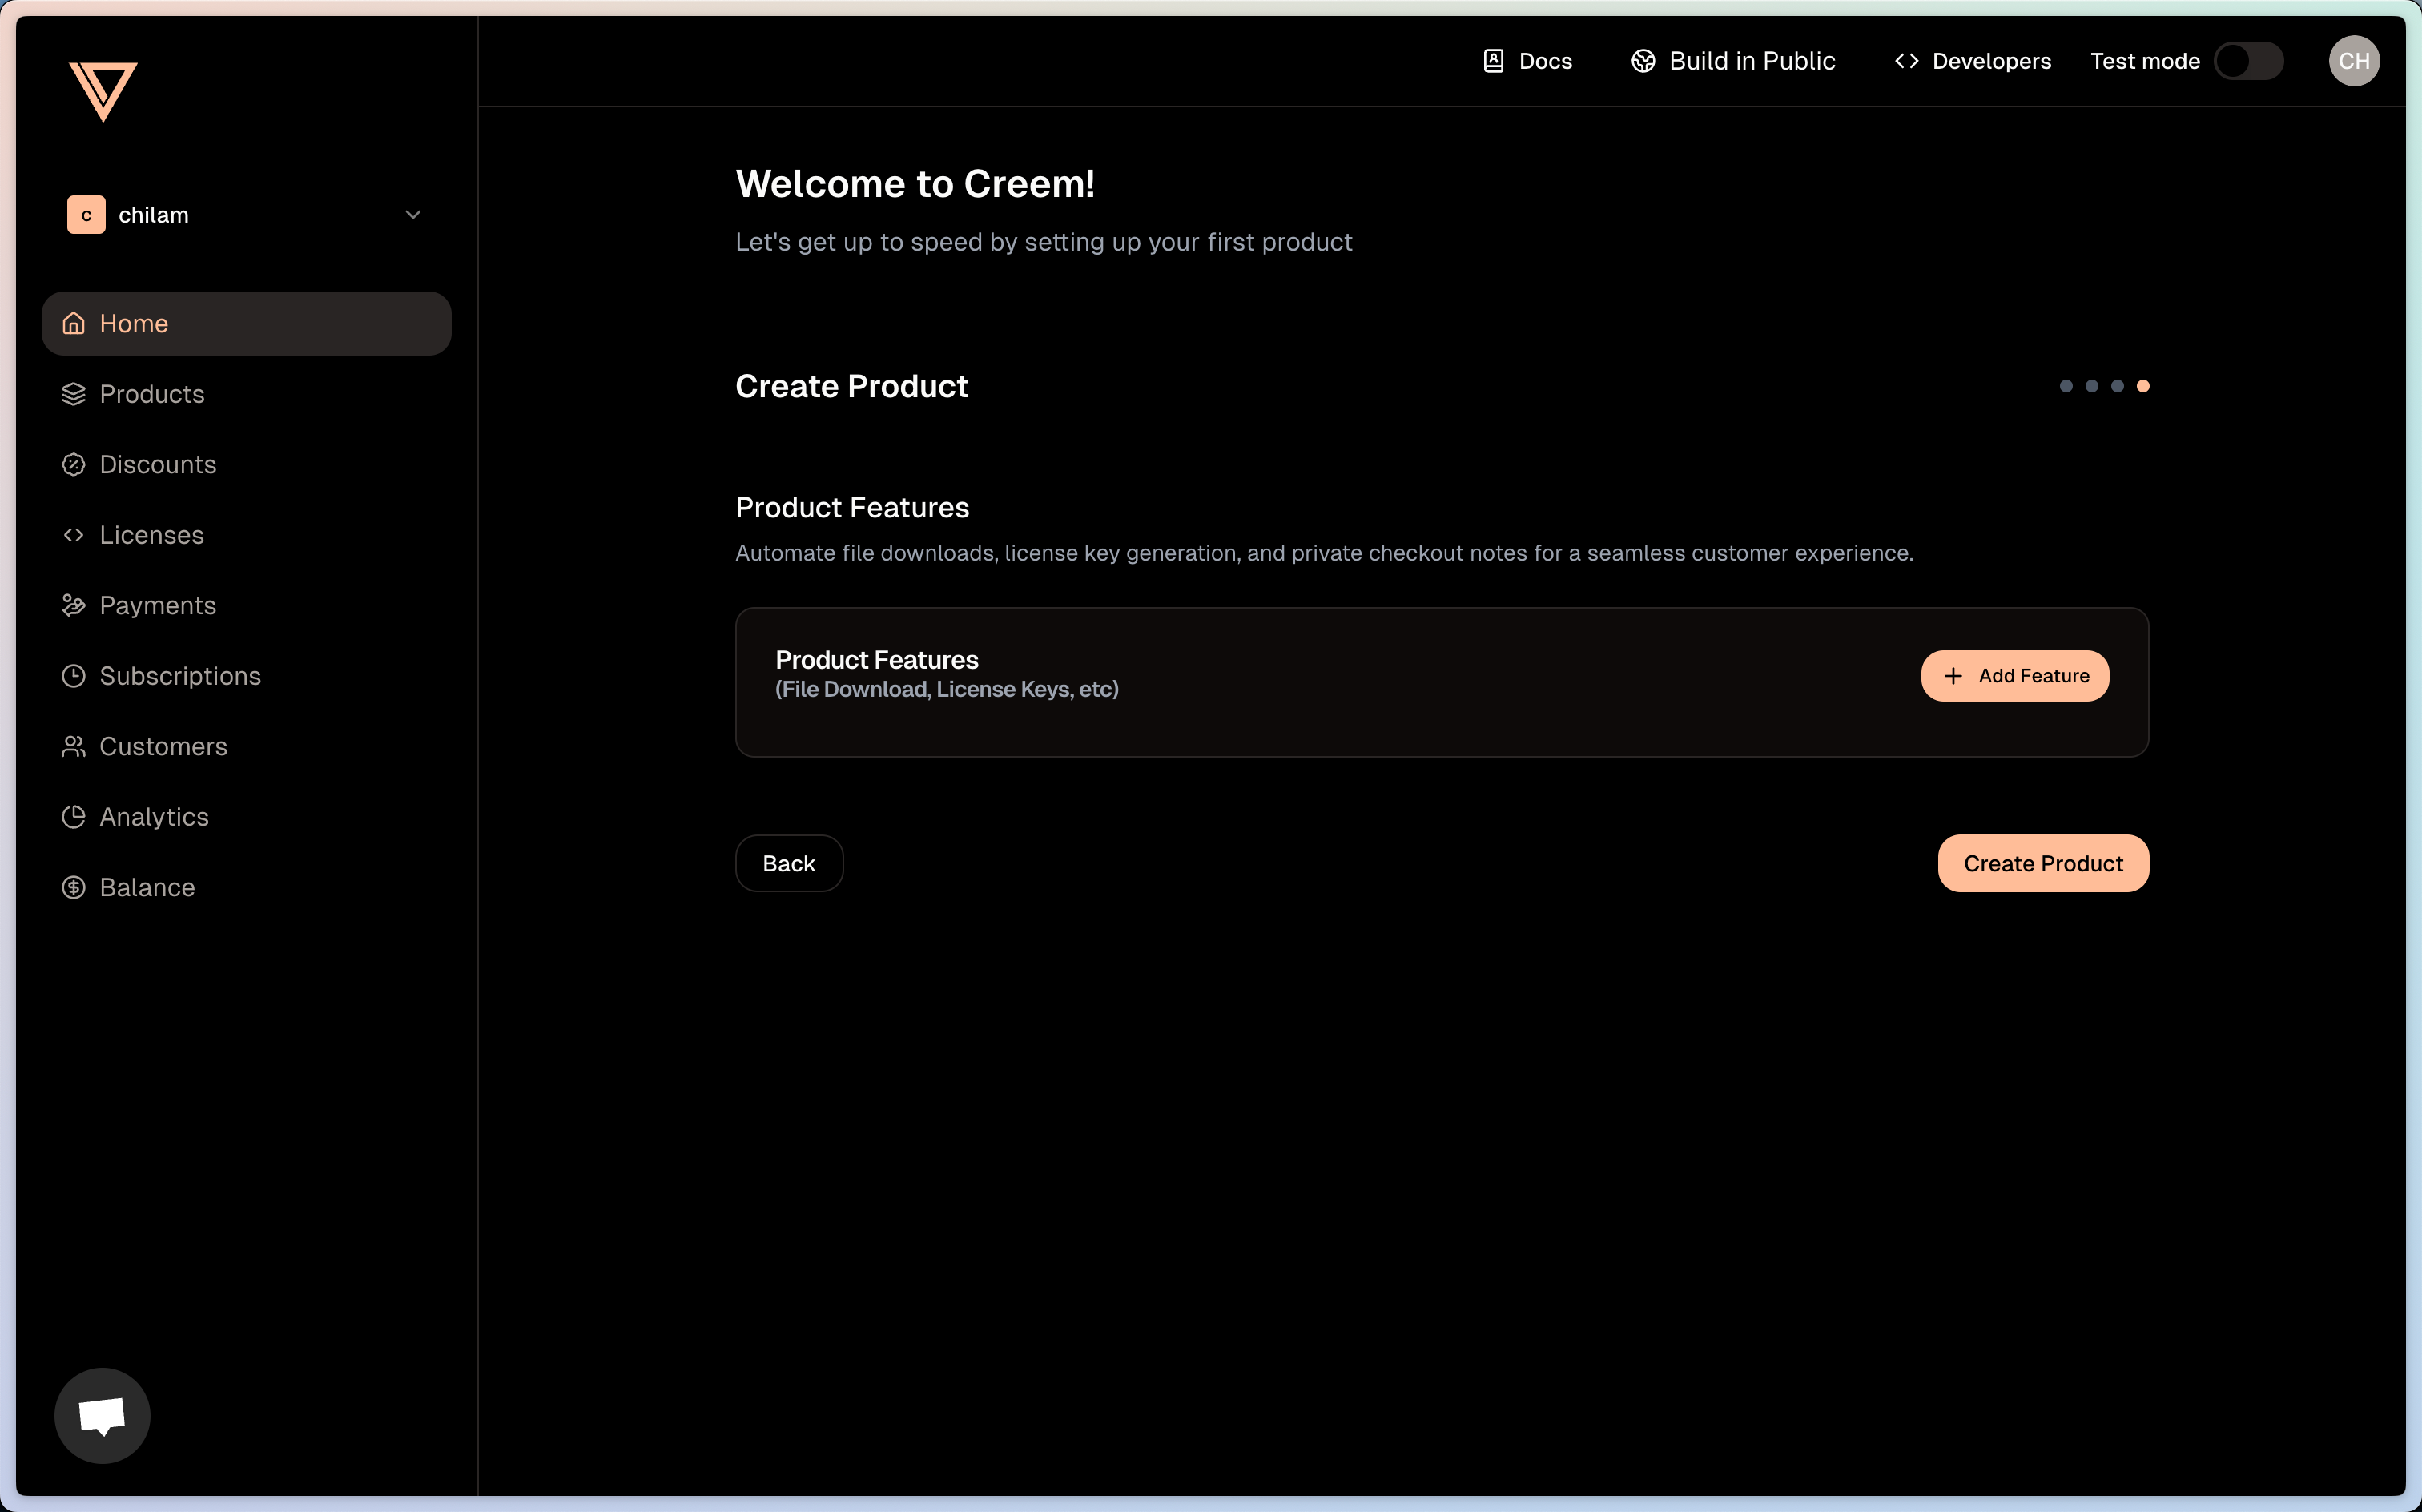 Docs
Build in Public
Developers
Test mode
CH
c
chilam
Home
Products
Discounts
Licenses
Payments
Subscriptions
Customers
Analytics
Balance
Welcome to Creem!
Let's get up to speed by setting up your first product
Create Product
Product Features
Automate file downloads, license key generation, and private checkout notes for a seamless customer experience.
Product Features
(File Download, License Keys, etc)
Add Feature
Back
Create Product